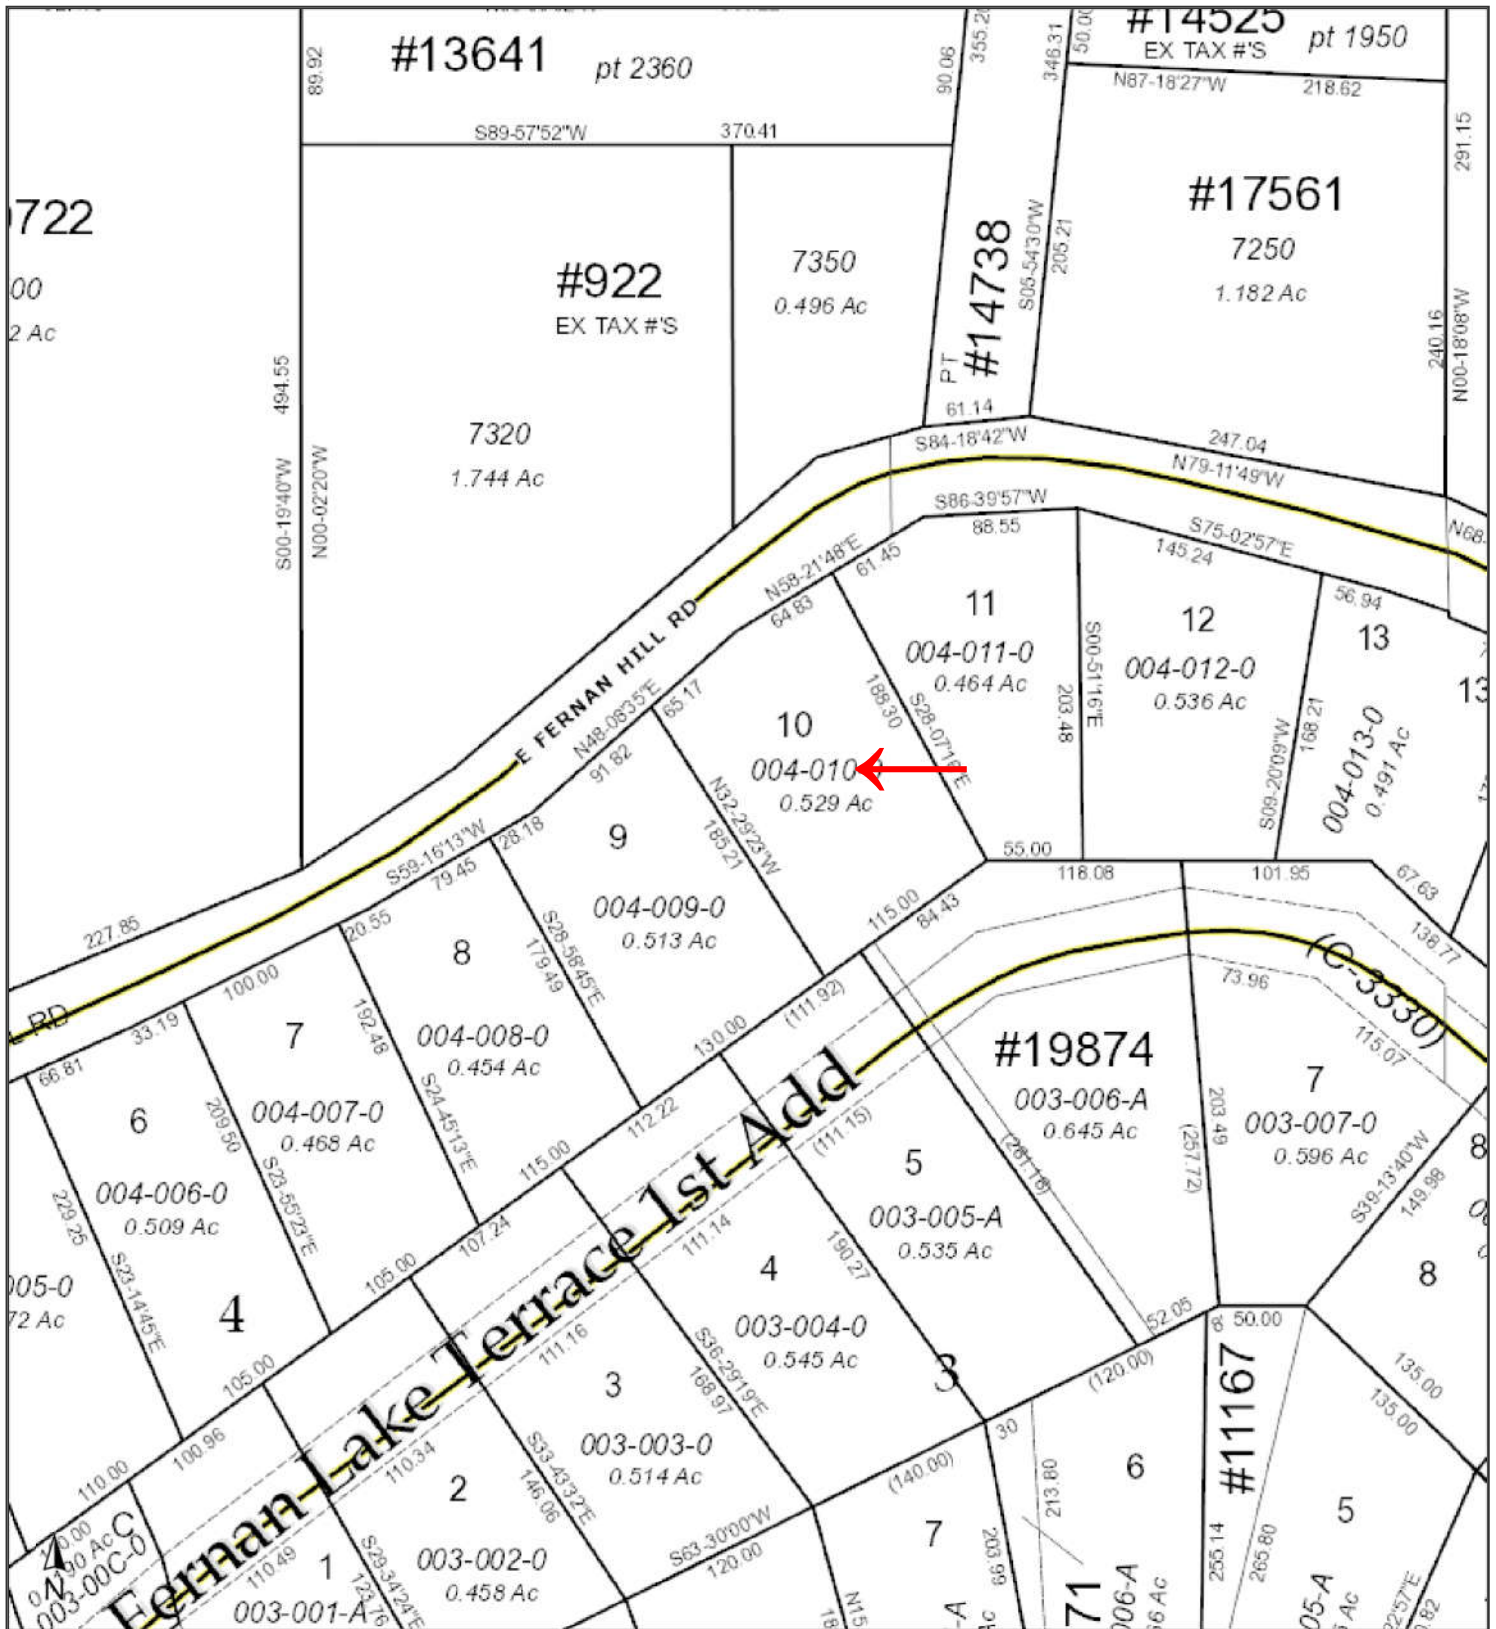 #13641
pt 2360
#14525
EX TAX #'S
pt 1950
89.92
90.06
355.26
346.31
50.00
N87-18'27"W
218.62
S89-57'52"W
370.41
291.15
#17561
7250
1.182 Ac
#922
EX TAX #'S
7350
0.496 Ac
PT
#14738
S05-54'30"W
205.21
240.16
N00-18'08"W
494.55
S00-19'40"W
N00-02'20"W
7320
1.744 Ac
61.14
S84-18'42"W
247.04
N79-11'49"W
S86-39'57"W
88.55
S75-02'57"E
145.24
N58-21'48"E
61.45
64.83
56.94
11
004-011-0
0.464 Ac
S00-51'16"E
203.48
12
004-012-0
0.536 Ac
13
004-013-0
0.491 Ac
S09-20'09"W
168.21
E FERNAN HILL RD
N48-08'35"E
65.17
91.82
10
004-010
0.529 Ac
188.30
N32-29'23"W
185.21
S59-16'13"W
28.18
79.45
9
004-009-0
0.513 Ac
55.00
118.08
101.95
67.63
138.77
227.85
20.55
100.00
8
004-008-0
0.454 Ac
S28-58'45"E
179.49
115.00
84.43
(111.92)
130.00
73.96
(C-3330)
115.07
RD
33.19
66.81
7
004-007-0
0.468 Ac
192.48
S24-45'13"E
6
004-006-0
0.509 Ac
209.50
S23-55'23"E
229.25
S23-14'45"E
4
112.22
115.00
107.24
105.00
105.00
100.96
110.00
Fernan Lake Terrace 1st Add
(111.15)
111.14
111.16
110.34
110.49
#19874
003-006-A
0.645 Ac
203.49
(257.72)
7
003-007-0
0.596 Ac
S39-13'40"W
149.98
8
5
003-005-A
0.535 Ac
190.27
52.05
50.00
(120.00)
4
003-004-0
0.545 Ac
3
S36-29'19"E
168.97
3
003-003-0
0.514 Ac
S33-43'32"E
146.06
2
003-002-0
0.458 Ac
1
003-001-A
S29-34'24"E
123.76
C
003-00C-0
S63-30'00"W
120.00
(140.00)
30
7
203.99
213.80
6
#11167
255.14
265.80
135.00
135.00
5
8